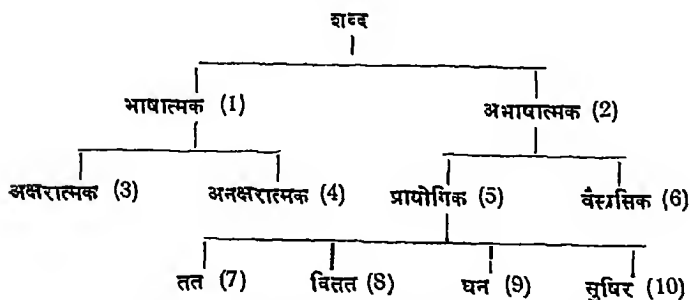 शब्द
भाषात्मक (1) अभाषात्मक (2)
अक्षरात्मक (3) अनक्षरात्मक (4) प्रायोगिक (5) वैस्रसिक (6)
तत (7) वितत (8) घन (9) सुषिर (10)